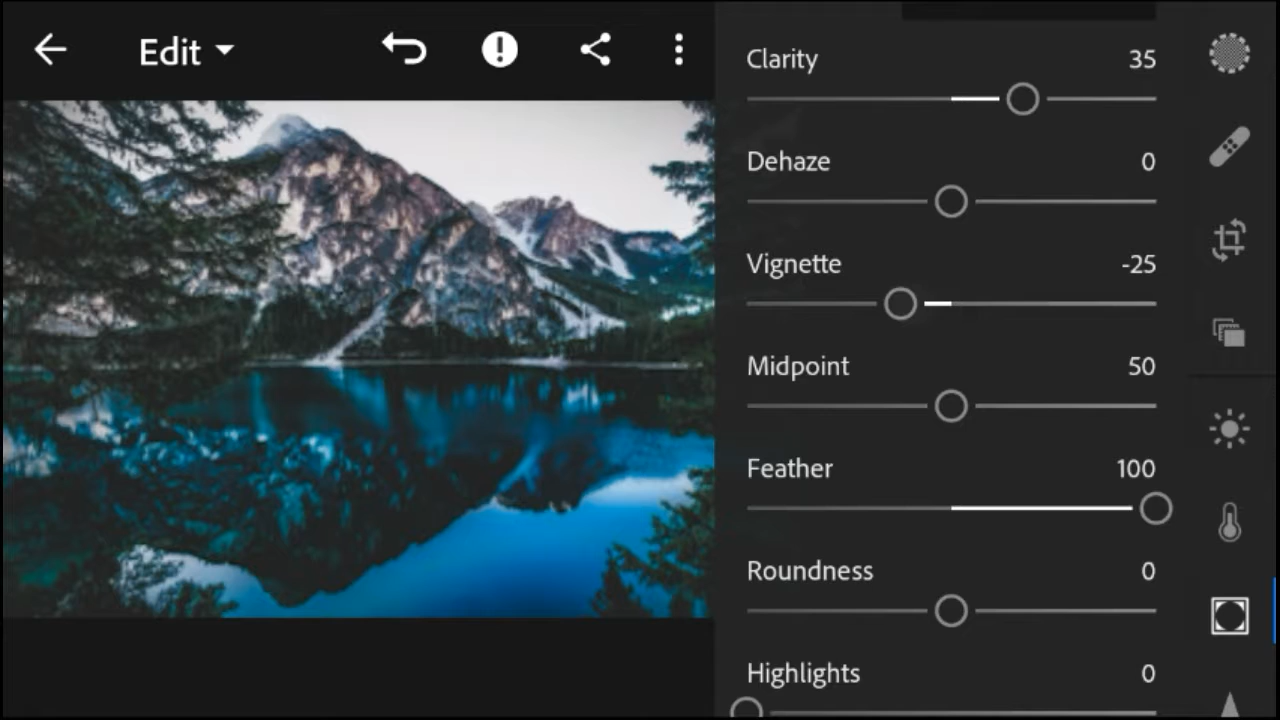 Edit
Clarity 35
Dehaze 0
Vignette -25
Midpoint 50
Feather 100
Roundness 0
Highlights 0